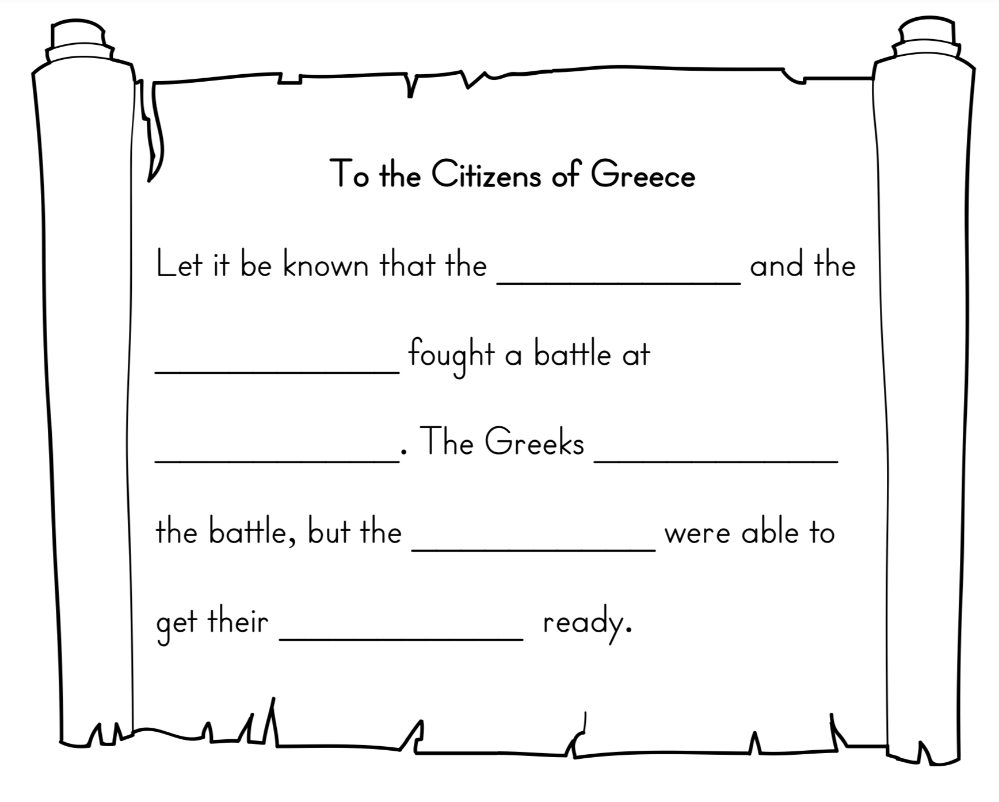 To the Citizens of Greece
Let it be known that the _______________ and the
_______________ fought a battle at
_______________. The Greeks _______________
the battle, but the _______________ were able to
get their _______________ ready.